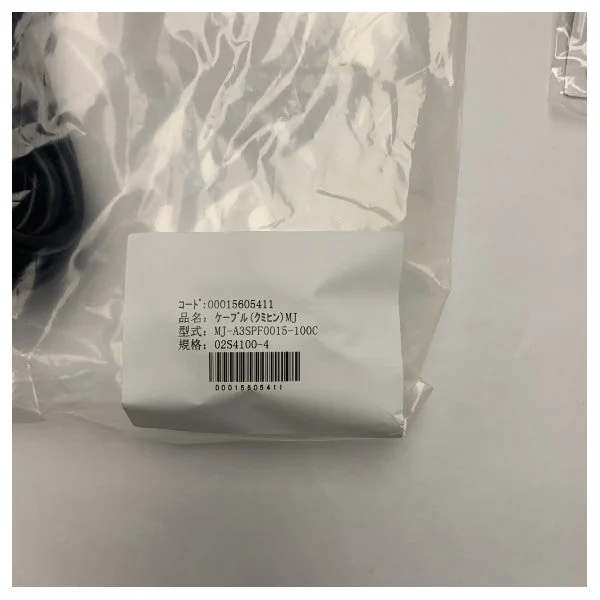 コード:00015605411
品名: ケーブル(クミヒン)MJ
型式: MJ-A3SPF0015-100C
規格: 02S4100-4
00015605411